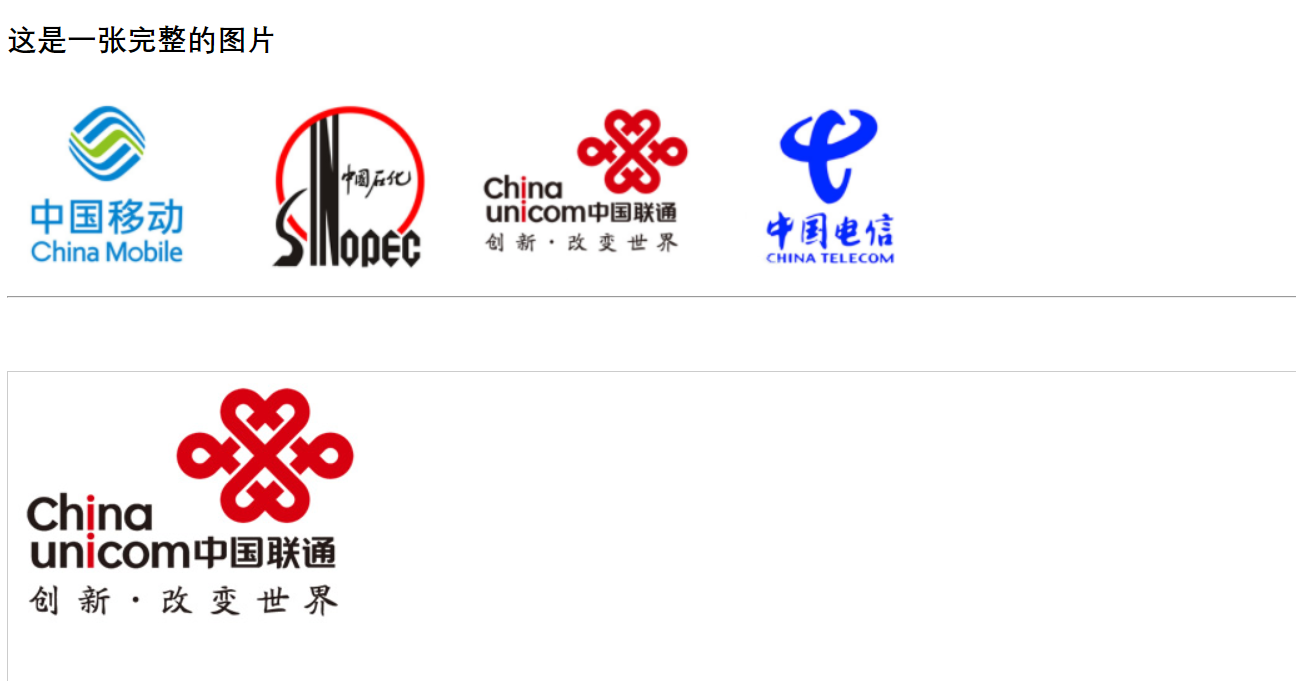 这是一张完整的图片
中国移动
China Mobile
中国石化
SINOPEC
China
unicom中国联通
创新·改变世界
中国电信
CHINA TELECOM
China
unicom中国联通
创新·改变世界